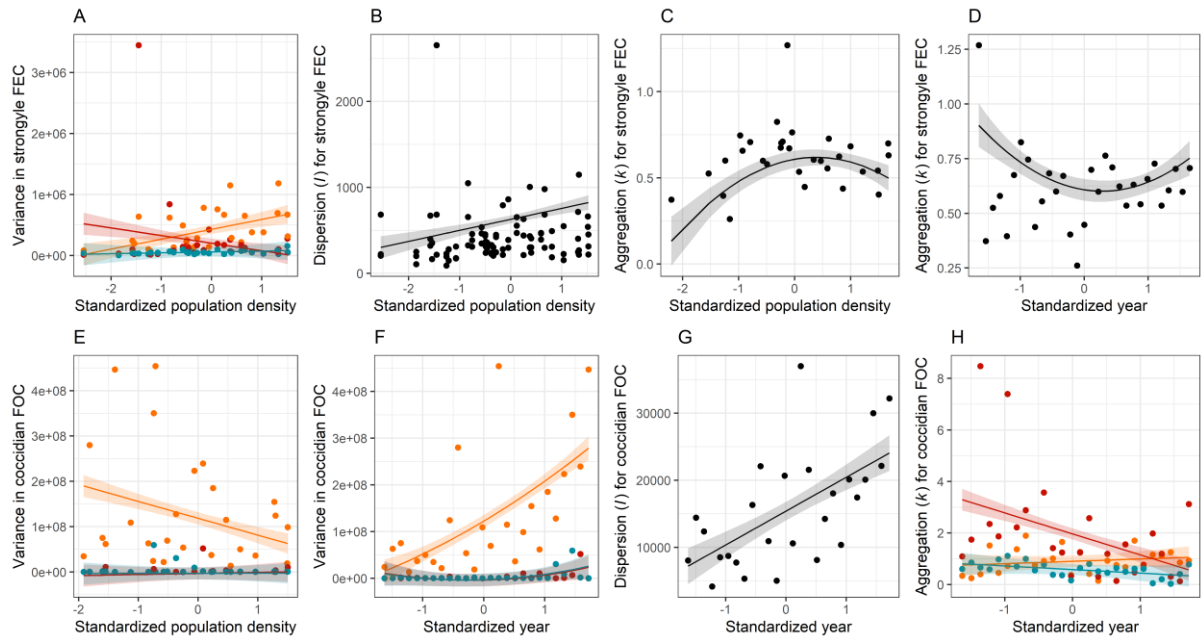 A
Variance in strongyle FEC
3e+06
2e+06
1e+06
0e+00
-2 -1 0 1
Standardized population density
B
Dispersion (I) for strongyle FEC
2000
1000
0
-2 -1 0 1
Standardized population density
C
Aggregation (k) for strongyle FEC
1.0
0.5
0.0
-2 -1 0 1
Standardized population density
D
Aggregation (k) for strongyle FEC
1.25
1.00
0.75
0.50
0.25
-1 0 1
Standardized year
E
Variance in coccidian FOC
4e+08
3e+08
2e+08
1e+08
0e+00
-2 -1 0 1
Standardized population density
F
Variance in coccidian FOC
4e+08
3e+08
2e+08
1e+08
0e+00
-1 0 1
Standardized year
G
Dispersion (I) for coccidian FOC
30000
20000
10000
-1 0 1
Standardized year
H
Aggregation (k) for coccidian FOC
8
6
4
2
0
-1 0 1
Standardized year